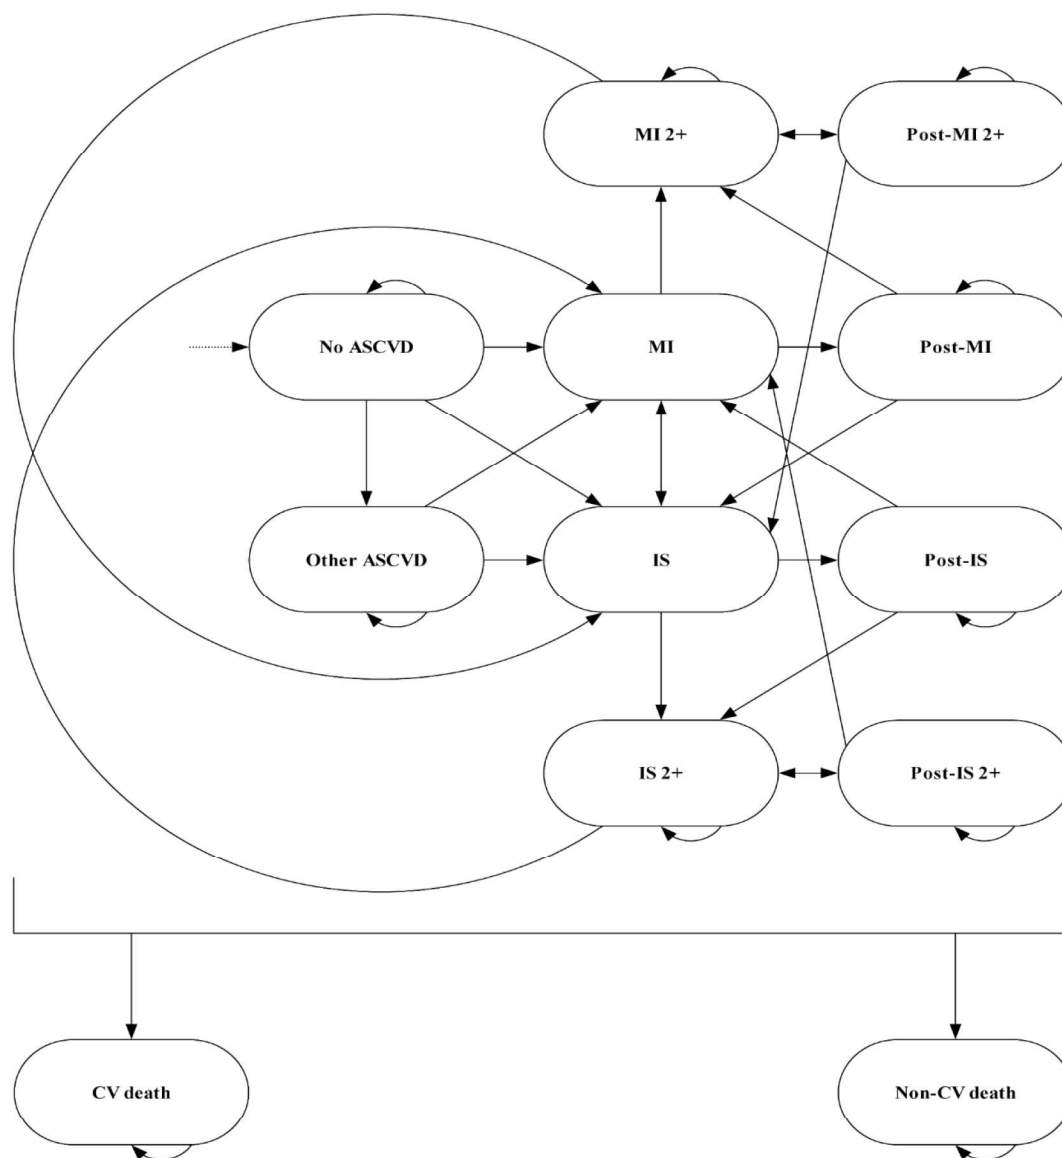 MI 2+
Post-MI 2+
No ASCVD
MI
Post-MI
Other ASCVD
IS
Post-IS
IS 2+
Post-IS 2+
CV death
Non-CV death